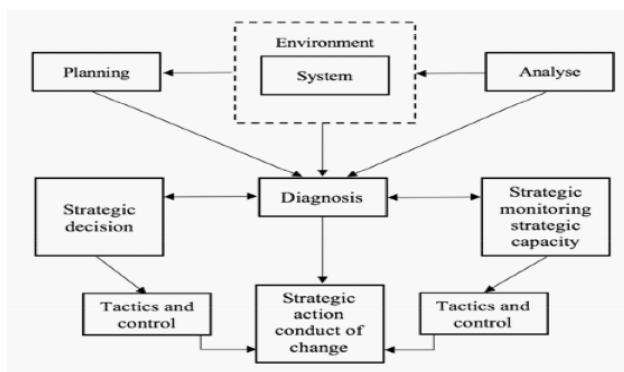 Environment
Planning
System
Analyse
Strategic
decision
Diagnosis
Strategic
monitoring
strategic
capacity
Tactics and
control
Strategic
action
conduct of
change
Tactics and
control